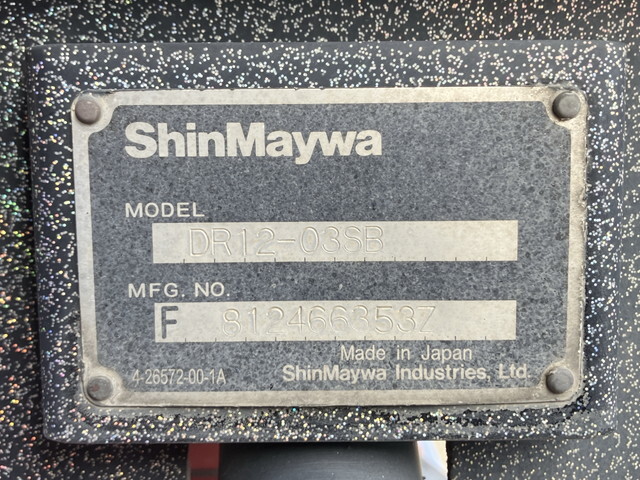 ShinMaywa
MODEL
DR12-03SB
MFG. NO.
F 812466353Z
Made in Japan
4-26572-00-1A ShinMaywa Industries, Ltd.